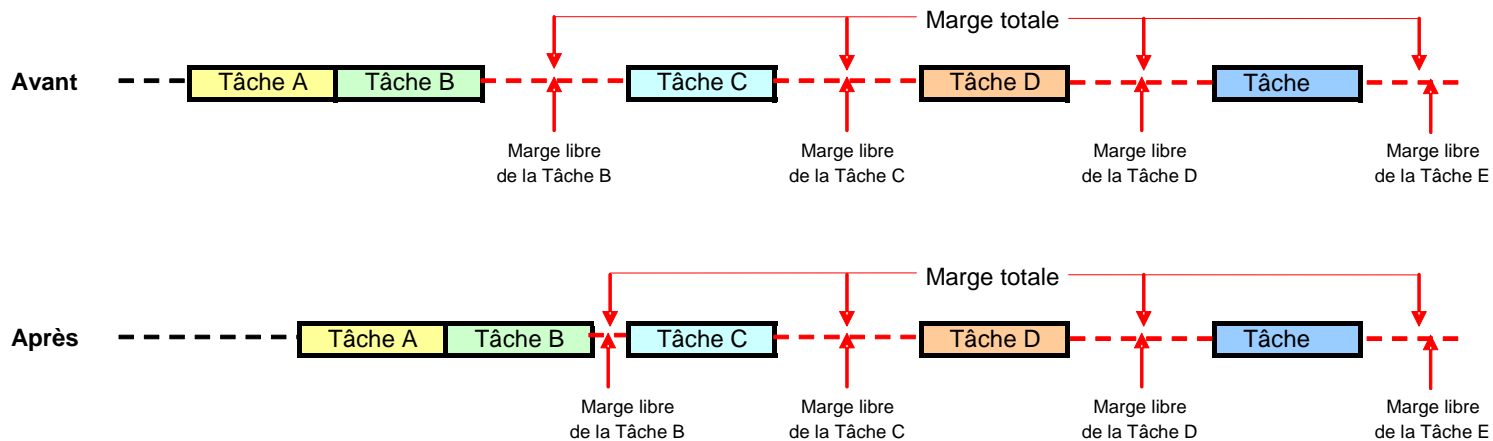 Marge totale
Avant
Tâche A
Tâche B
Tâche C
Tâche D
Tâche
Marge libre
de la Tâche B
Marge libre
de la Tâche C
Marge libre
de la Tâche D
Marge libre
de la Tâche E
Marge totale
Après
Tâche A
Tâche B
Tâche C
Tâche D
Tâche
Marge libre
de la Tâche B
Marge libre
de la Tâche C
Marge libre
de la Tâche D
Marge libre
de la Tâche E